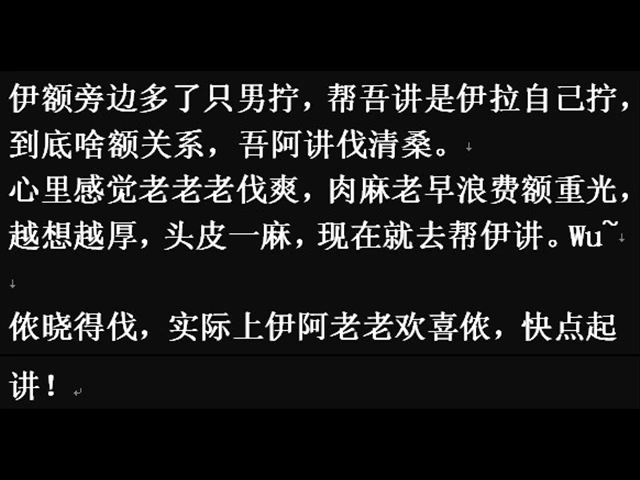 伊额旁边多了只男拧，帮吾讲是伊拉自己拧，
到底啥额关系，吾阿讲伐清桑。
心里感觉老老老伐爽，肉麻老早浪费额重光，
越想越厚，头皮一麻，现在就去帮伊讲。Wu~
侬晓得伐，实际上伊阿老老欢喜侬，快点起
讲！